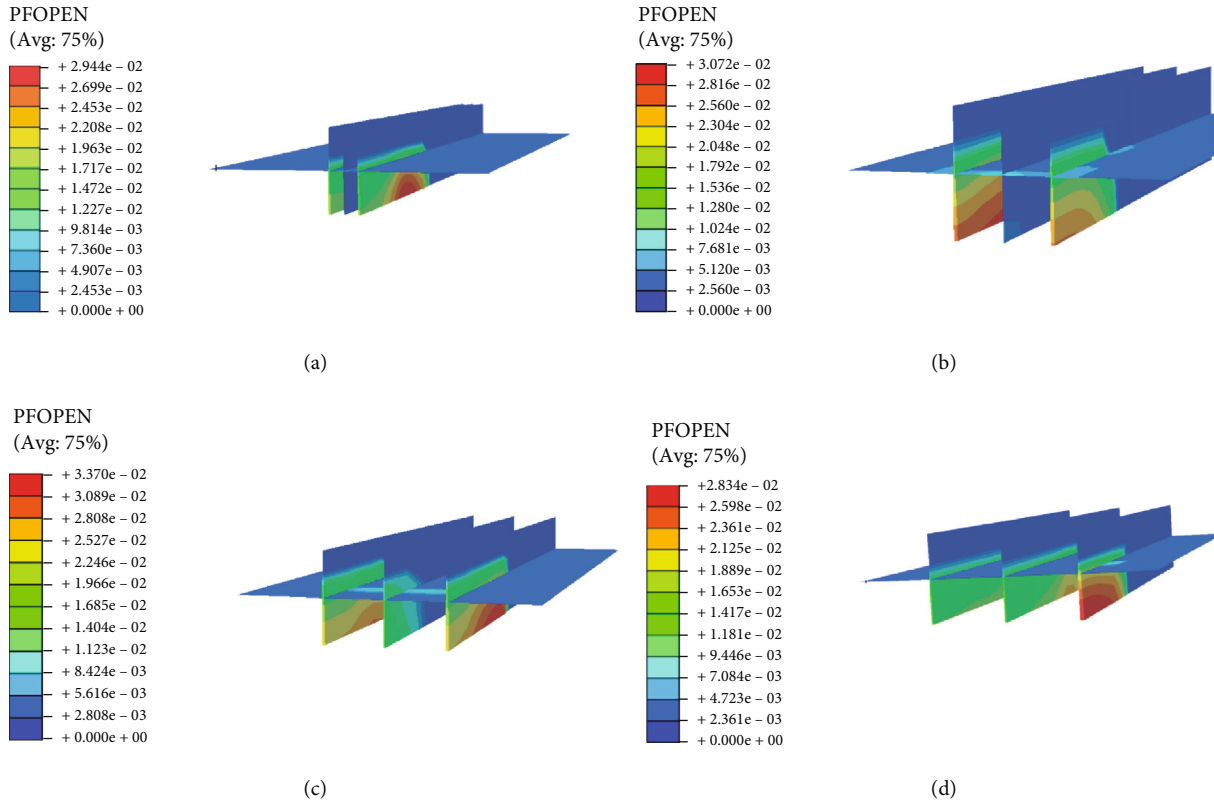 PFOPEN
(Avg: 75%)
+ 2.944e – 02
+ 2.699e – 02
+ 2.453e – 02
+ 2.208e – 02
+ 1.963e – 02
+ 1.717e – 02
+ 1.472e – 02
+ 1.227e – 02
+ 9.814e – 03
+ 7.360e – 03
+ 4.907e – 03
+ 2.453e – 03
+ 0.000e + 00
(a)
PFOPEN
(Avg: 75%)
+ 3.072e – 02
+ 2.816e – 02
+ 2.560e – 02
+ 2.304e – 02
+ 2.048e – 02
+ 1.792e – 02
+ 1.536e – 02
+ 1.280e – 02
+ 1.024e – 02
+ 7.681e – 03
+ 5.120e – 03
+ 2.560e – 03
+ 0.000e + 00
(b)
PFOPEN
(Avg: 75%)
+ 3.370e – 02
+ 3.089e – 02
+ 2.808e – 02
+ 2.527e – 02
+ 2.246e – 02
+ 1.966e – 02
+ 1.685e – 02
+ 1.404e – 02
+ 1.123e – 02
+ 8.424e – 03
+ 5.616e – 03
+ 2.808e – 03
+ 0.000e + 00
(c)
PFOPEN
(Avg: 75%)
+2.834e – 02
+ 2.598e – 02
+ 2.361e – 02
+ 2.125e – 02
+ 1.889e – 02
+ 1.653e – 02
+ 1.417e – 02
+ 1.181e – 02
+ 9.446e – 03
+ 7.084e – 03
+ 4.723e – 03
+ 2.361e – 03
+ 0.000e + 00
(d)